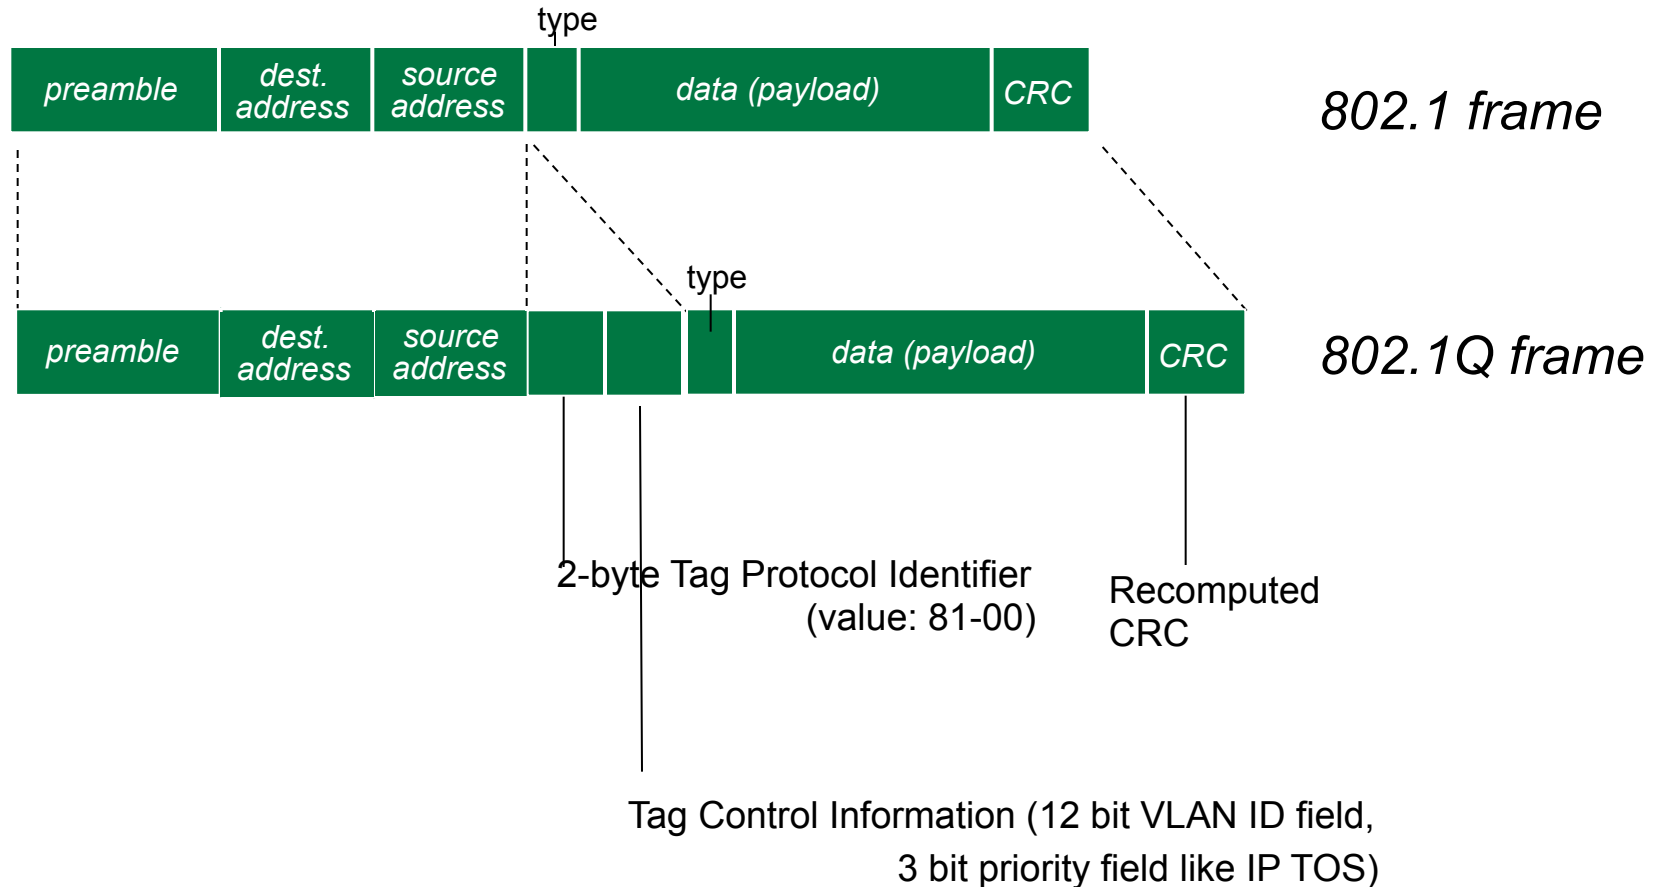 type
preamble
dest.
address
source
address
data (payload)
CRC
802.1 frame
type
preamble
dest.
address
source
address
data (payload)
CRC
802.1Q frame
2-byte Tag Protocol Identifier
(value: 81-00)
Recomputed
CRC
Tag Control Information (12 bit VLAN ID field,
3 bit priority field like IP TOS)